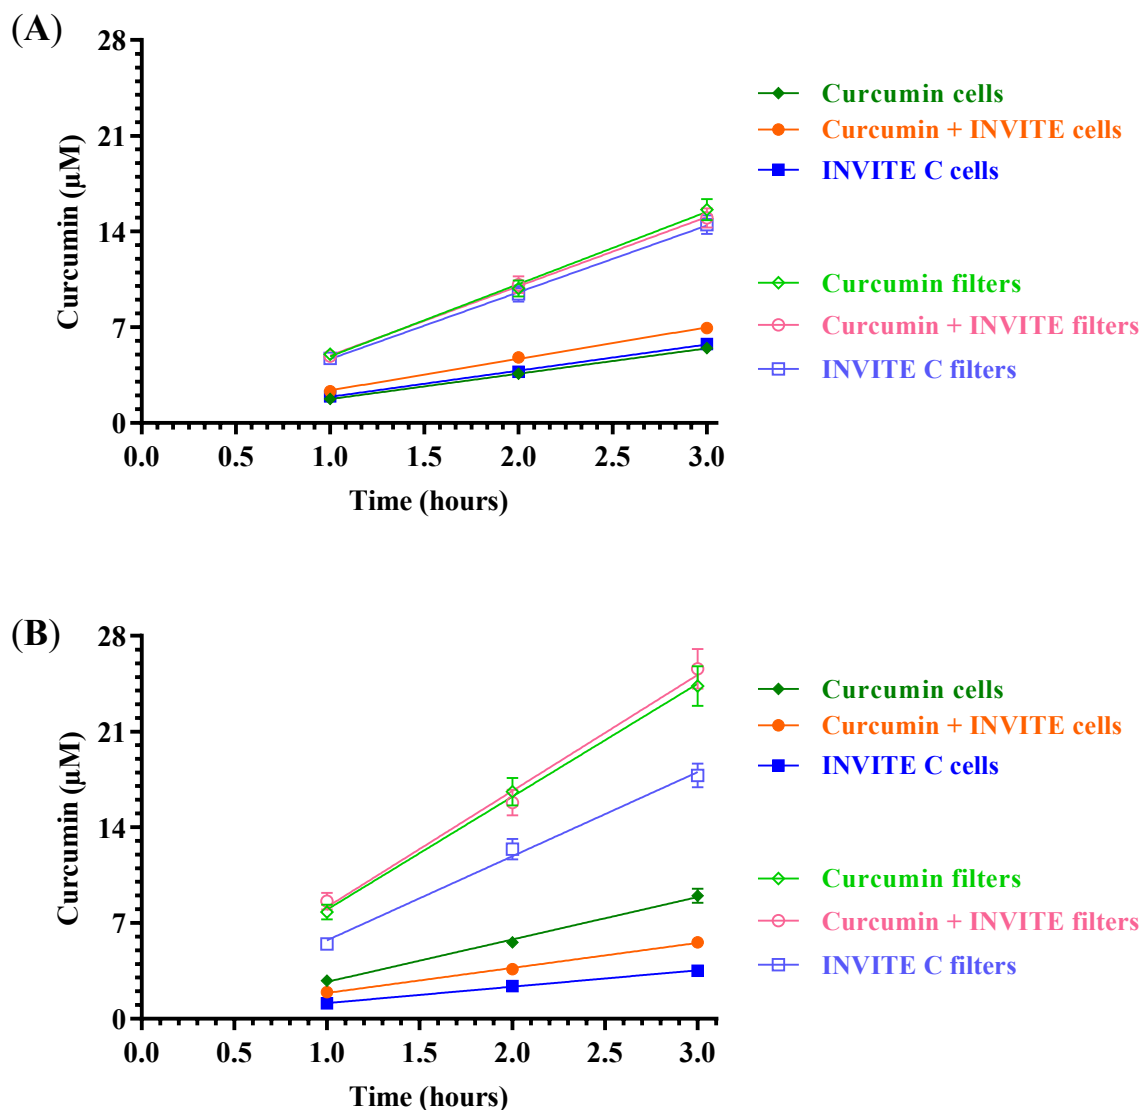 (A)
28
21
14
7
0
Curcumin (μM)
0.0 0.5 1.0 1.5 2.0 2.5 3.0
Time (hours)
Curcumin cells
Curcumin + INVITE cells
INVITE C cells
Curcumin filters
Curcumin + INVITE filters
INVITE C filters
(B)
28
21
14
7
0
Curcumin (μM)
0.0 0.5 1.0 1.5 2.0 2.5 3.0
Time (hours)
Curcumin cells
Curcumin + INVITE cells
INVITE C cells
Curcumin filters
Curcumin + INVITE filters
INVITE C filters